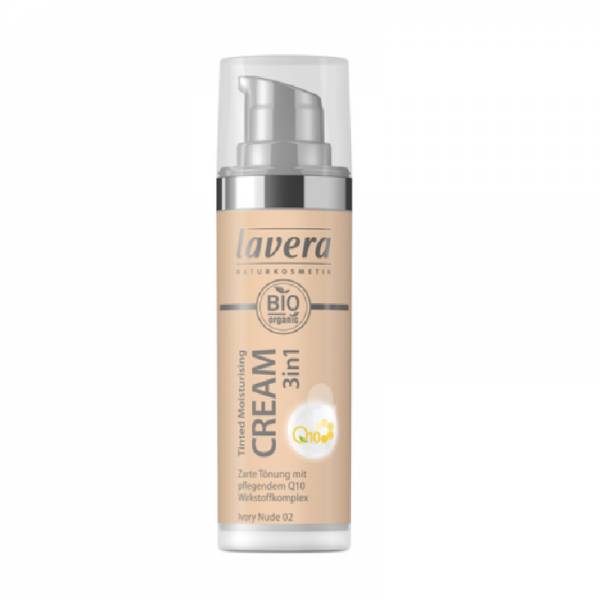 lavera
NATURKOSMETIK
BIO
organic
Tinted Moisturising
CREAM
3in1
Q10
Zarte Tönung mit
pflegendem Q10
Wirkstoffkomplex
Ivory Nude 02